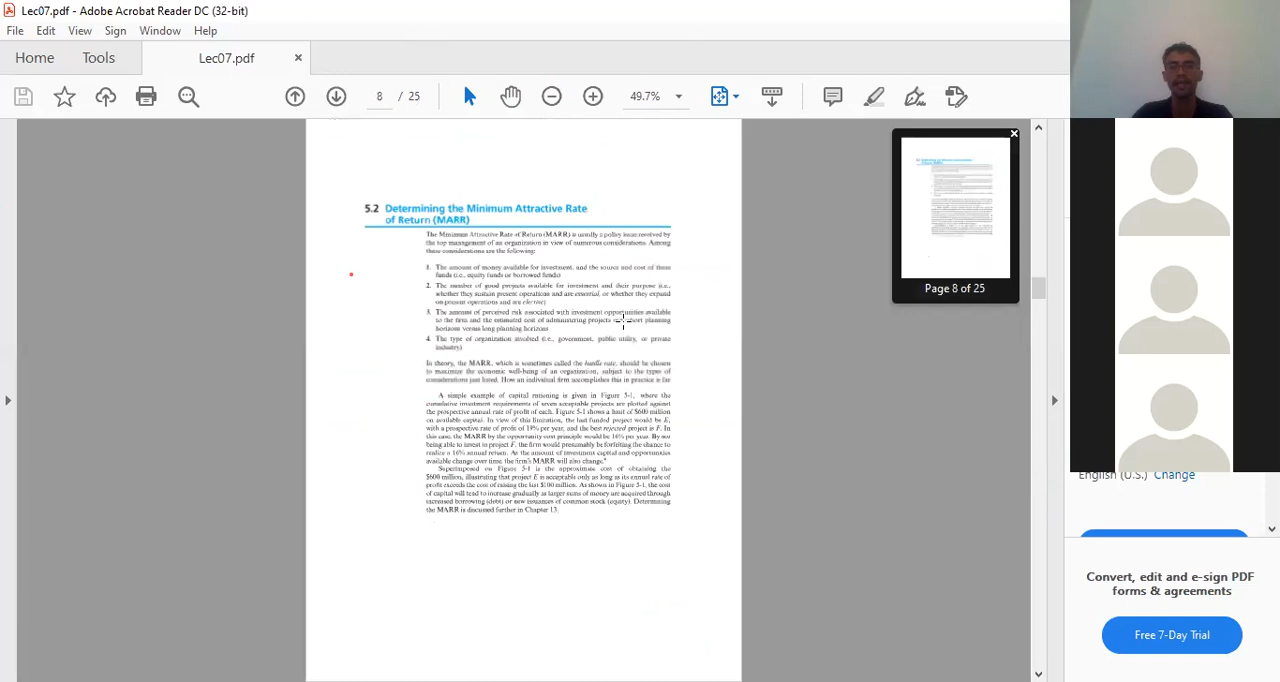 Lec07.pdf - Adobe Acrobat Reader DC (32-bit)
File Edit View Sign Window Help
Home Tools Lec07.pdf ×
8 / 25 49.7%
5.2 Determining the Minimum Attractive Rate
of Return (MARR)
The Minimum Attractive Rate of Return (MARR) is usually a policy issue resolved by
the top management of an organization in view of numerous considerations. Among
these considerations are the following:
1. The amount of money available for investment, and the source and cost of these
funds (i.e., equity funds or borrowed funds)
2. The number of good projects available for investment and their purpose (i.e.,
whether they sustain present operations and are essential, or whether they expand
on present operations and are elective)
3. The amount of perceived risk associated with investment opportunities available
to the firm and the estimated cost of administering projects over short planning
horizons versus long planning horizons
4. The type of organization involved (i.e., government, public utility, or private
industry)
In theory, the MARR, which is sometimes called the hurdle rate, should be chosen
to maximize the economic well-being of an organization, subject to the types of
considerations just listed. How an individual firm accomplishes this in practice is far
A simple example of capital rationing is given in Figure 5-1, where the
cumulative investment requirements of seven acceptable projects are plotted against
the prospective annual rate of profit of each. Figure 5-1 shows a limit of $600 million
on available capital. In view of this limitation, the last funded project would be E,
with a prospective rate of profit of 19% per year, and the best rejected project is F. In
this case, the MARR by the opportunity cost principle would be 16% per year. By not
being able to invest in project F, the firm would presumably be forfeiting the chance to
realize a 16% annual return. As the amount of investment capital and opportunities
available change over time, the firm's MARR will also change.*
Superimposed on Figure 5-1 is the approximate cost of obtaining the
$600 million, illustrating that project E is acceptable only as long as its annual rate of
profit exceeds the cost of raising the last $100 million. As shown in Figure 5-1, the cost
of capital will tend to increase gradually as larger sums of money are acquired through
increased borrowing (debt) or new issuances of common stock (equity). Determining
the MARR is discussed further in Chapter 13.
Page 8 of 25
English (U.S.) Change
Convert, edit and e-sign PDF
forms & agreements
Free 7-Day Trial